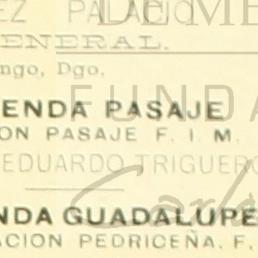 EZ PALACIO
GENERAL.
ngo, Dgo.
ENDA PASAJE
ON PASAJE F. I. M.
EDUARDO TRIGUERO
NDA GUADALUPE
ACION PEDRICEÑA, F.